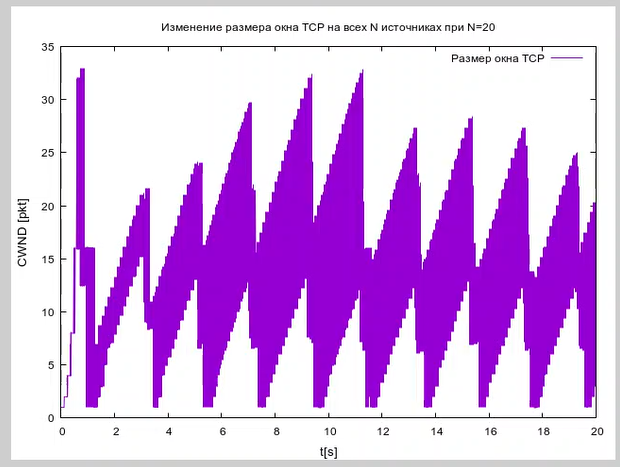 Изменение размера окна TCP на всех N источниках при N=20
Размер окна TCP
35
30
25
20
15
10
5
0
CWND [pkt]
0 2 4 6 8 10 12 14 16 18 20
t[s]